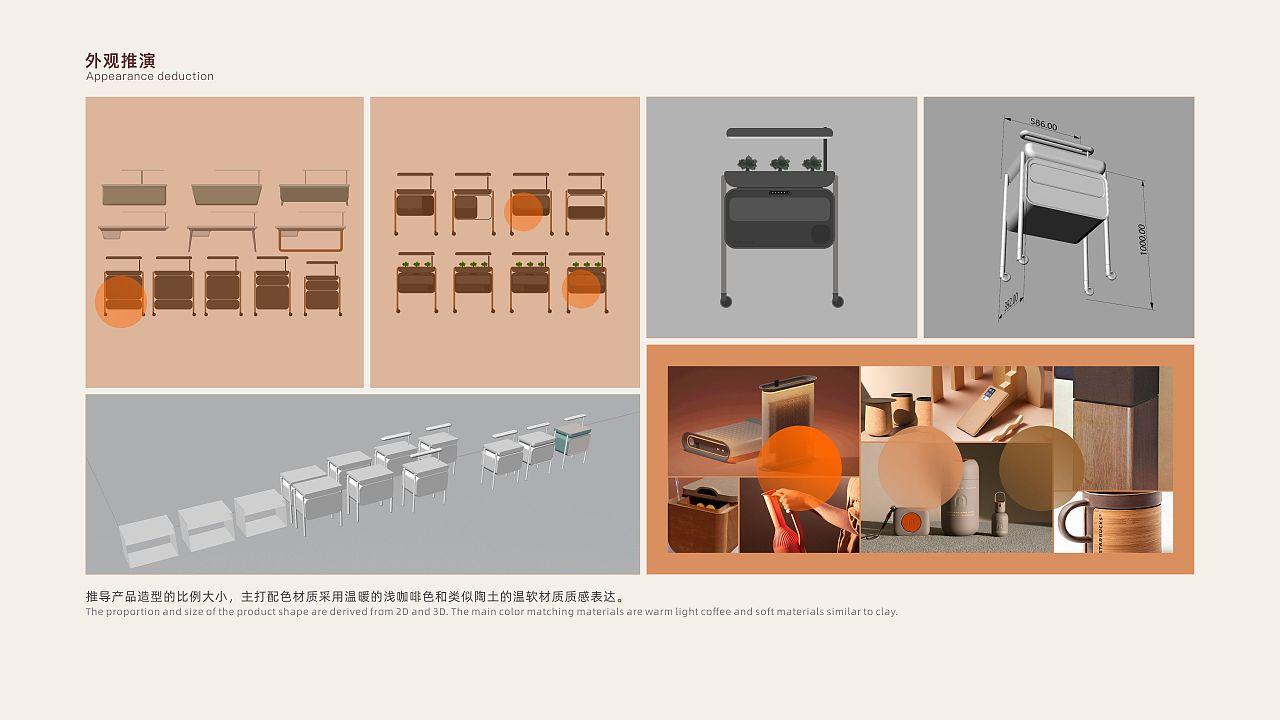 外观推演
Appearance deduction
586.00
1000.00
STARBUCKS®
推导产品造型的比例大小，主打配色材质采用温暖的浅咖啡色和类似陶土的温软材质质感表达。
The proportion and size of the product shape are derived from 2D and 3D. The main color matching materials are warm light coffee and soft materials similar to clay.